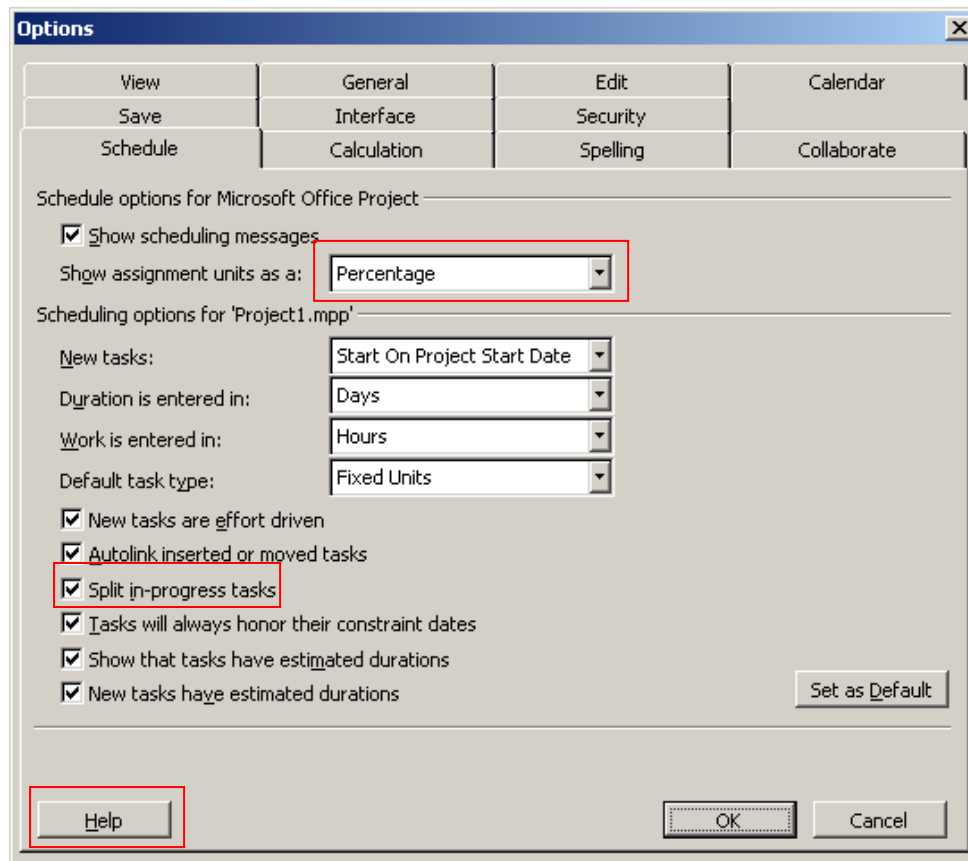 Options
View General Edit Calendar
Save Interface Security
Schedule Calculation Spelling Collaborate
Schedule options for Microsoft Office Project
Show scheduling messages
Show assignment units as a: Percentage
Scheduling options for 'Project1.mpp'
New tasks: Start On Project Start Date
Duration is entered in: Days
Work is entered in: Hours
Default task type: Fixed Units
New tasks are effort driven
Autolink inserted or moved tasks
Split in-progress tasks
Tasks will always honor their constraint dates
Show that tasks have estimated durations
New tasks have estimated durations
Set as Default
Help OK Cancel